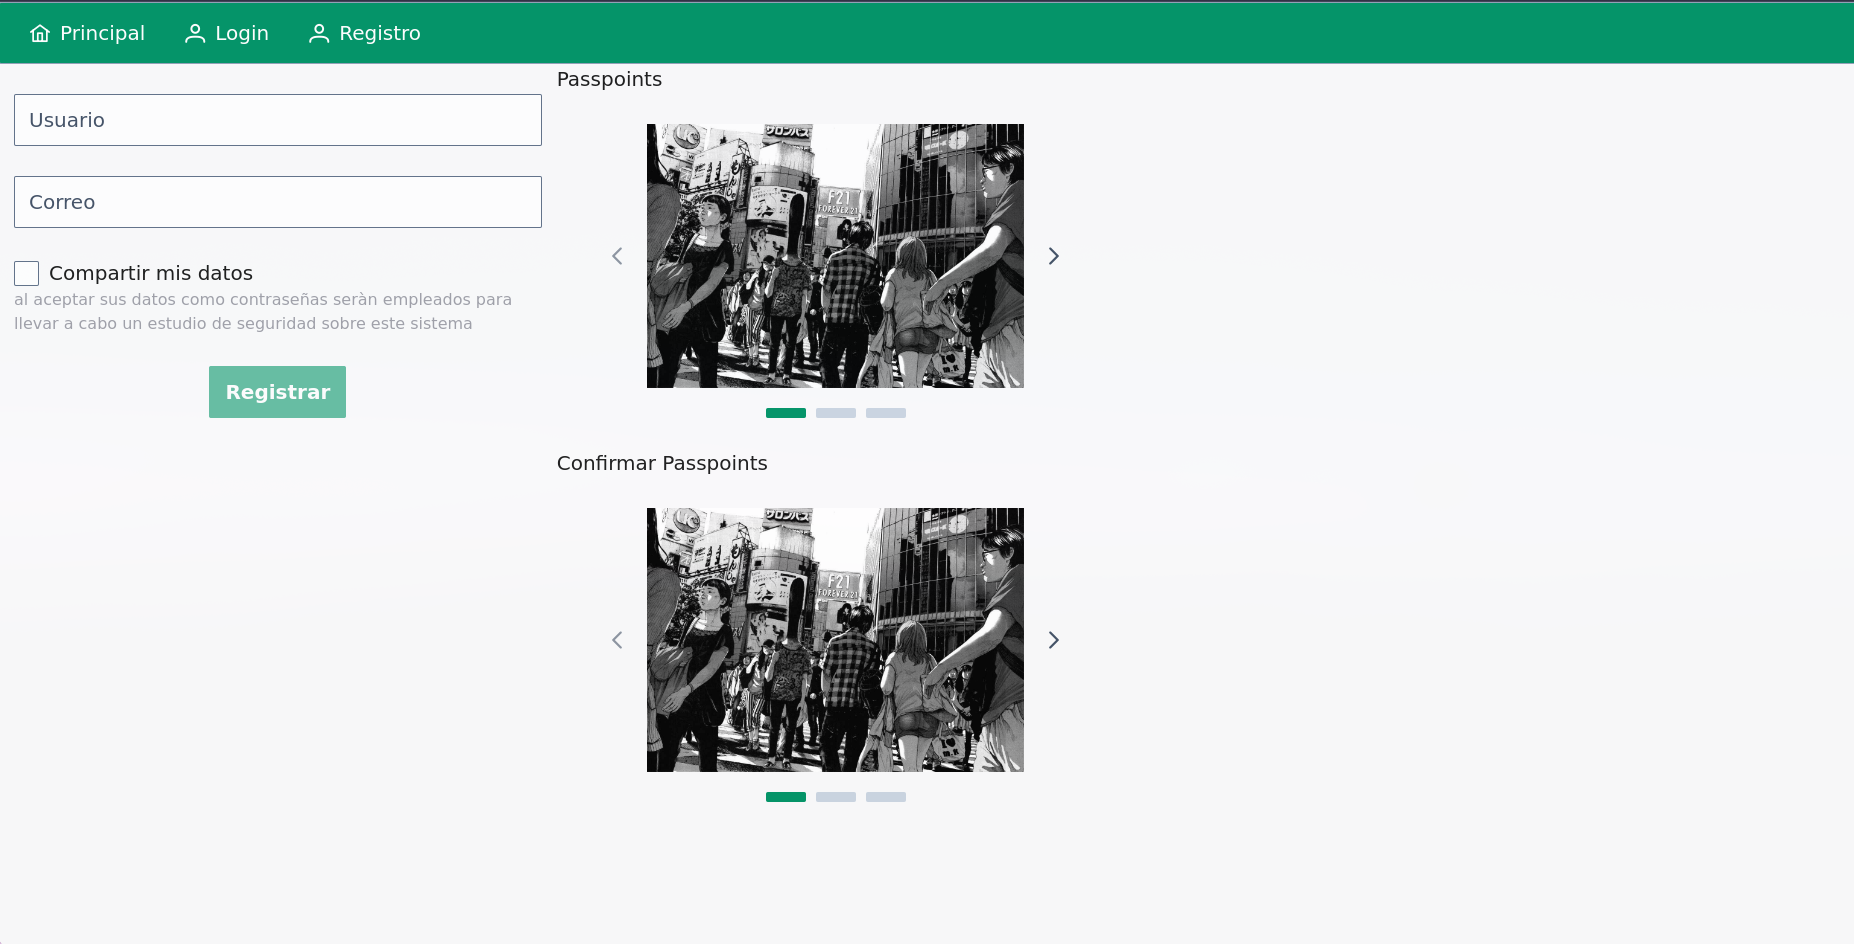 Principal
Login
Registro
Usuario
Correo
Compartir mis datos
al aceptar sus datos como contraseñas seràn empleados para
llevar a cabo un estudio de seguridad sobre este sistema
Registrar
Passpoints
F21
FOREVER 21
Confirmar Passpoints
F21
FOREVER 21